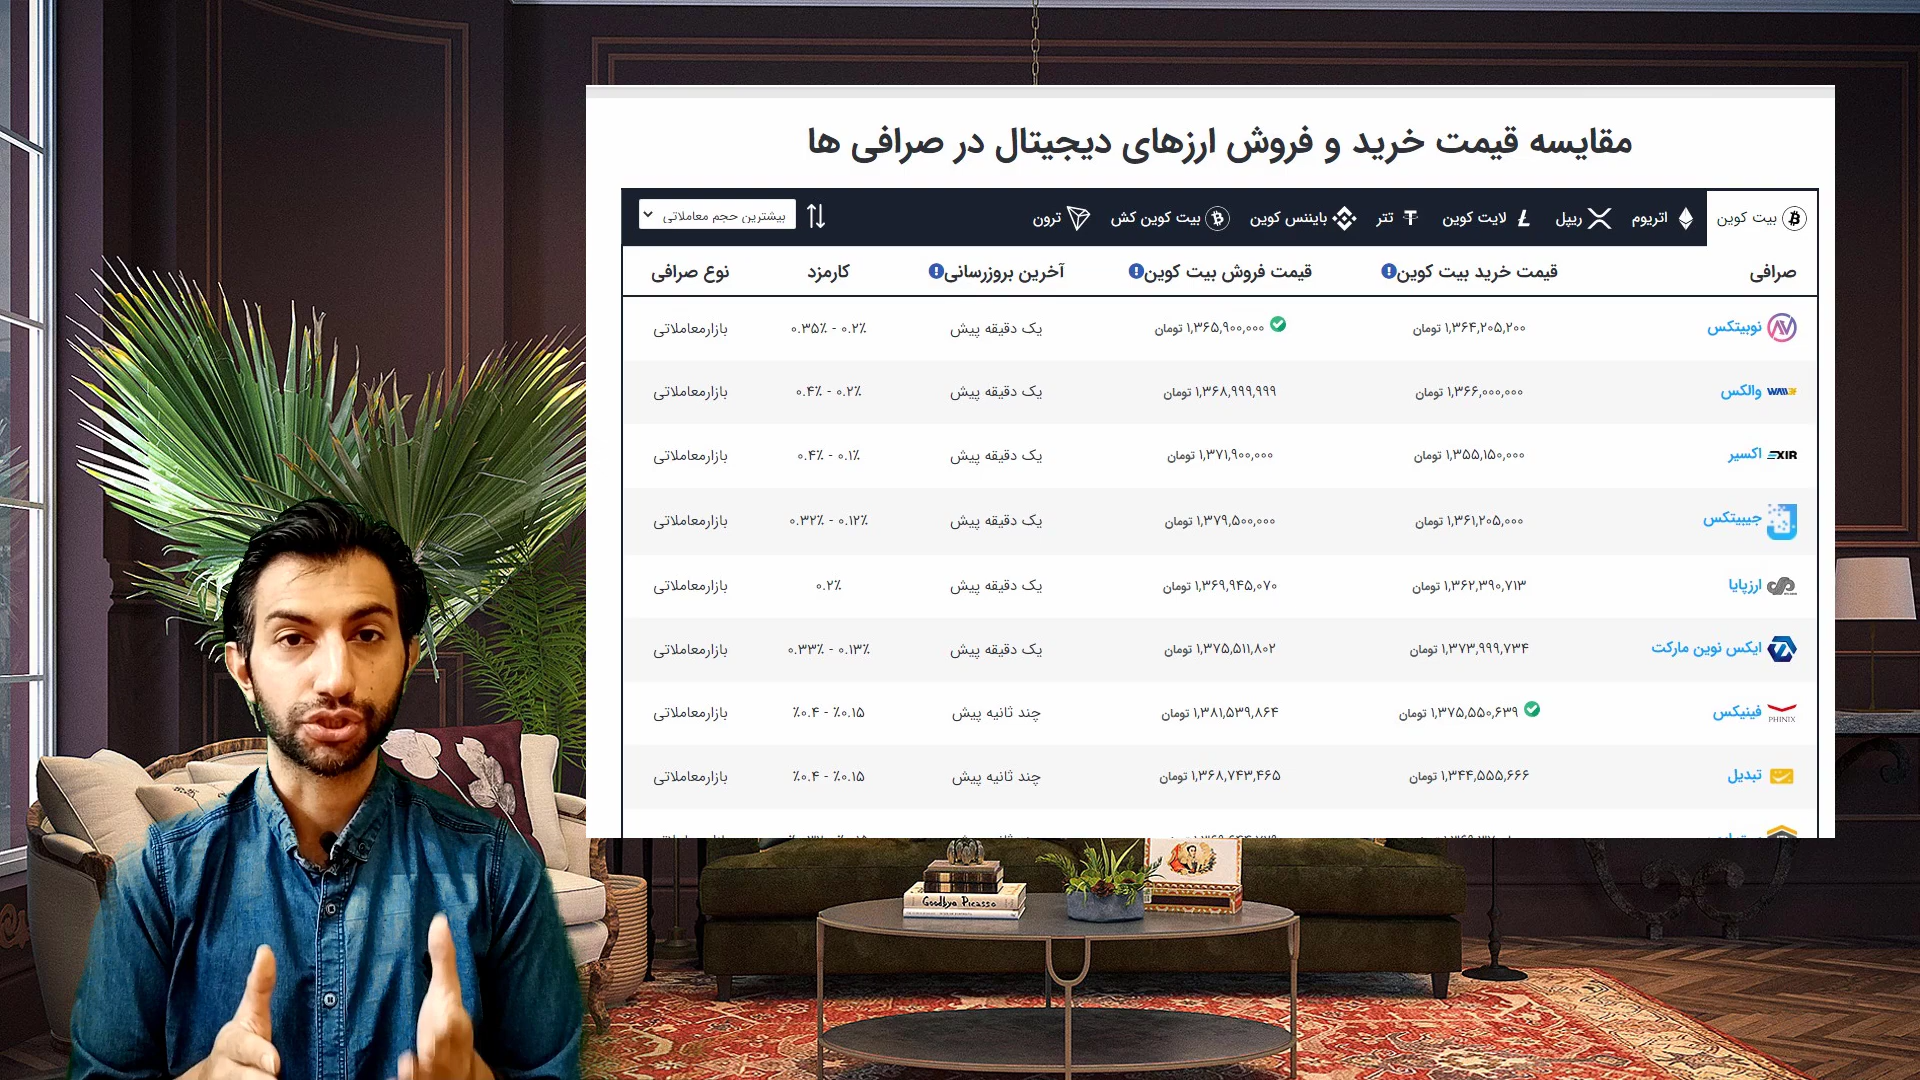 مقایسه قیمت خرید و فروش ارزهای دیجیتال در صرافی ها
بیت کوین اتریوم ریپل لایت کوین تتر بایننس کوین بیت کوین کش ترون بیشترین حجم معاملاتی
صرافی قیمت خرید بیت کوین قیمت فروش بیت کوین آخرین بروزرسانی کارمزد نوع صرافی
نوبیتکس ۱,۳۶۴,۲۰۵,۲۰۰ تومان ۱,۳۶۵,۹۰۰,۰۰۰ تومان یک دقیقه پیش ۰.۲٪ - ۰.۳۵٪ بازارمعاملاتی
والکس ۱,۳۶۶,۰۰۰,۰۰۰ تومان ۱,۳۶۸,۹۹۹,۹۹۹ تومان یک دقیقه پیش ۰.۲٪ - ۰.۴٪ بازارمعاملاتی
EXIR اکسیر ۱,۳۵۵,۱۵۰,۰۰۰ تومان ۱,۳۷۱,۹۰۰,۰۰۰ تومان یک دقیقه پیش ۰.۱٪ - ۰.۴٪ بازارمعاملاتی
جیبیتکس ۱,۳۶۱,۲۰۵,۰۰۰ تومان ۱,۳۷۹,۵۰۰,۰۰۰ تومان یک دقیقه پیش ۰.۱۲٪ - ۰.۳۲٪ بازارمعاملاتی
ارزپایا ۱,۳۶۲,۳۹۰,۷۱۳ تومان ۱,۳۶۹,۹۴۵,۰۷۰ تومان یک دقیقه پیش ۰.۲٪ بازارمعاملاتی
ایکس نوین مارکت ۱,۳۷۳,۹۹۹,۷۳۴ تومان ۱,۳۷۵,۵۱۱,۸۰۲ تومان یک دقیقه پیش ۰.۱۳٪ - ۰.۳۳٪ بازارمعاملاتی
PHINIX فینیکس ۱,۳۷۵,۵۵۰,۶۳۹ تومان ۱,۳۸۱,۵۳۹,۸۶۴ تومان چند ثانیه پیش ٪۰.۱۵ - ٪۰.۴ بازارمعاملاتی
تبدیل ۱,۳۴۴,۵۵۵,۶۶۶ تومان ۱,۳۶۸,۷۴۳,۴۶۵ تومان چند ثانیه پیش ٪۰.۱۵ - ٪۰.۴ بازارمعاملاتی
Goodbye Picasso